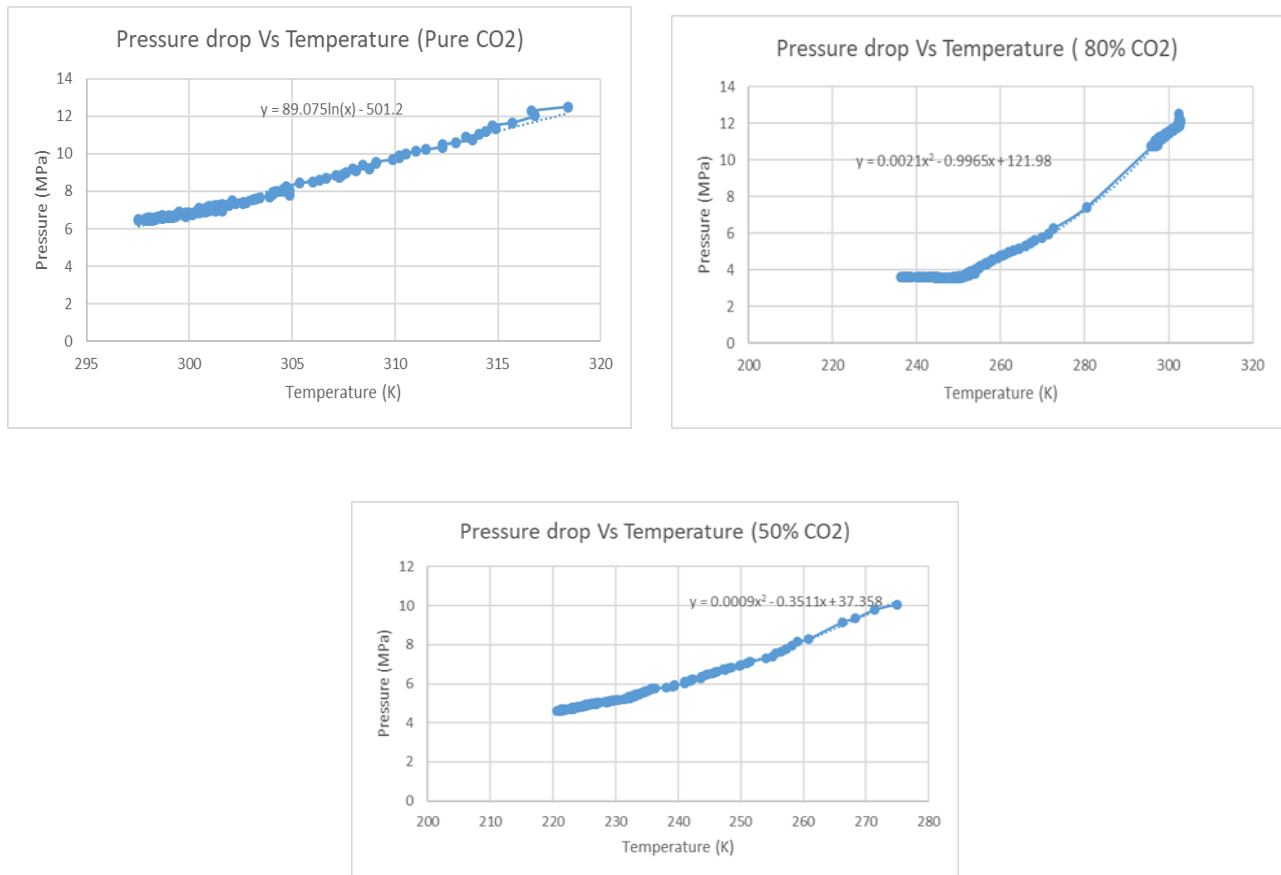 Pressure drop Vs Temperature (Pure CO2)
14
12
10
8
6
4
2
0
y = 89.075ln(x) - 501.2
Pressure (MPa)
295 300 305 310 315 320
Temperature (K)
Pressure drop Vs Temperature ( 80% CO2)
14
12
10
8
6
4
2
0
y = 0.0021x² - 0.9965x + 121.98
Pressure (MPa)
200 220 240 260 280 300 320
Temperature (K)
Pressure drop Vs Temperature (50% CO2)
12
10
8
6
4
2
0
y = 0.0009x² - 0.3511x + 37.358
Pressure (MPa)
200 210 220 230 240 250 260 270 280
Temperature (K)